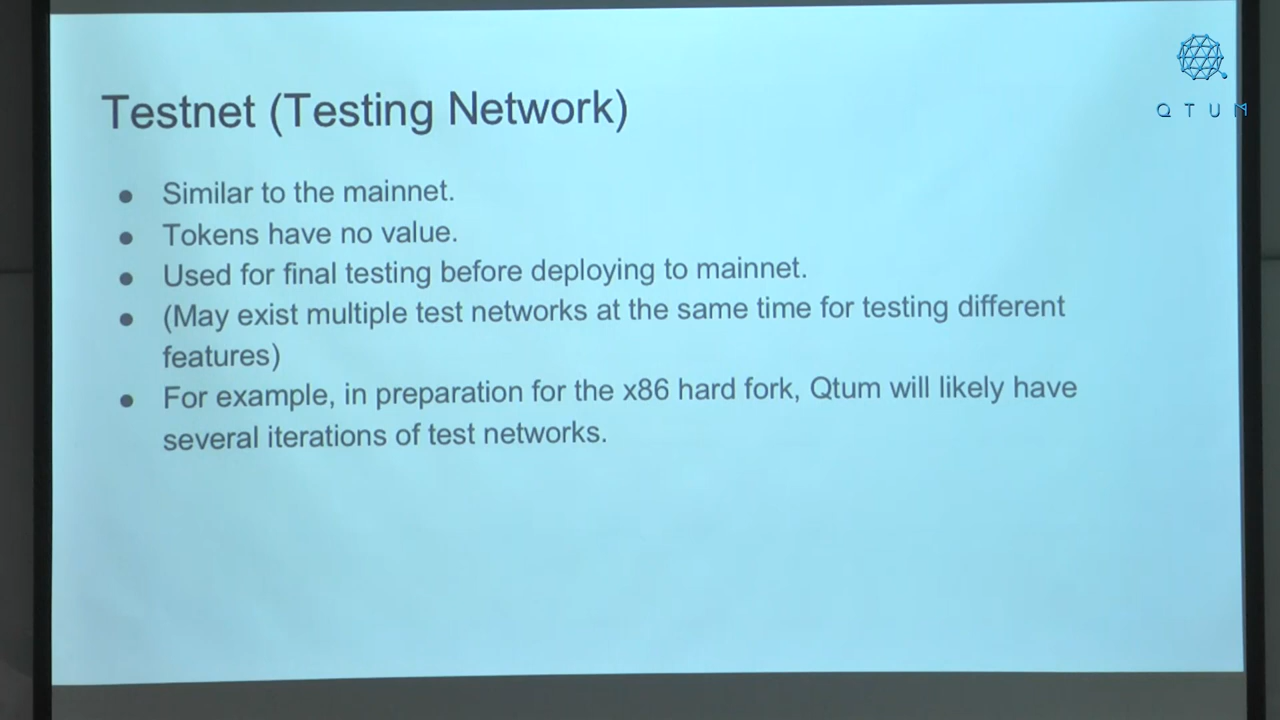 Testnet (Testing Network)
QTUM
● Similar to the mainnet.
● Tokens have no value.
● Used for final testing before deploying to mainnet.
● (May exist multiple test networks at the same time for testing different
features)
● For example, in preparation for the x86 hard fork, Qtum will likely have
several iterations of test networks.